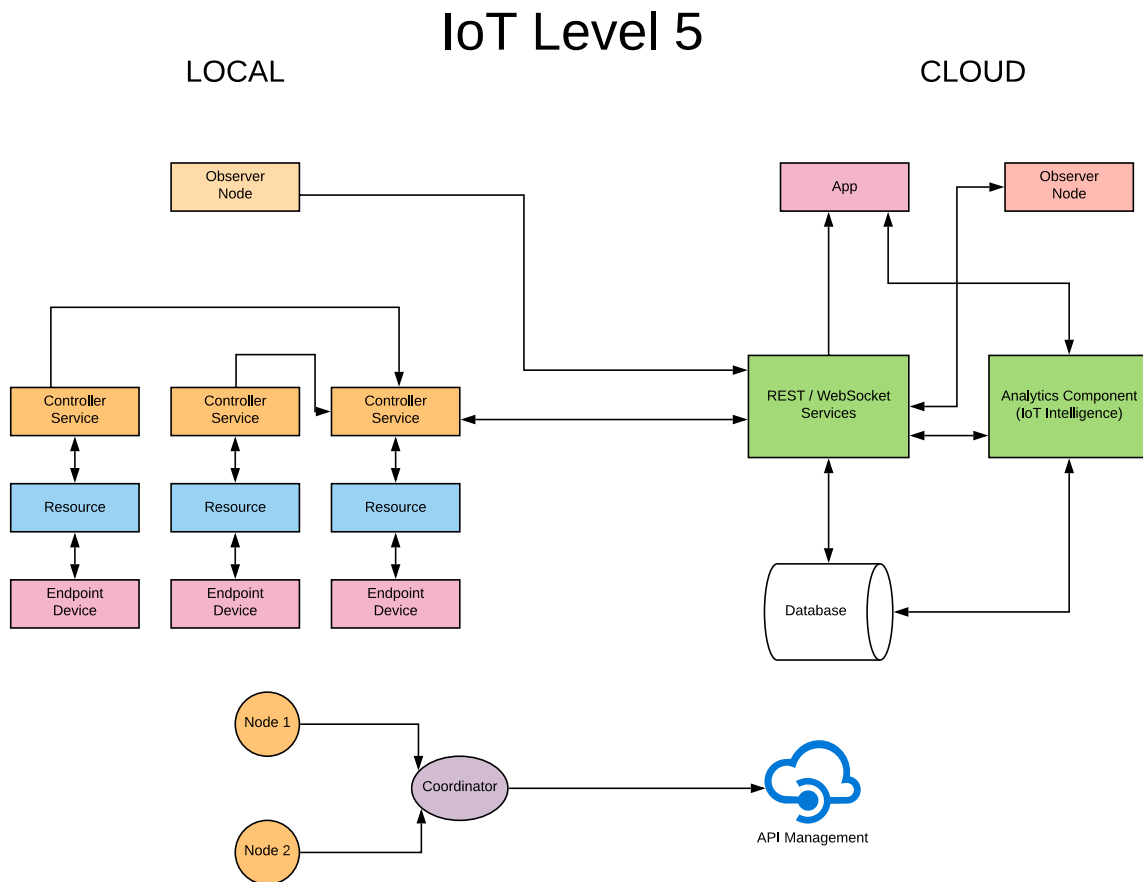 IoT Level 5
LOCAL
CLOUD
Observer
Node
App
Observer
Node
Controller
Service
Controller
Service
Controller
Service
REST / WebSocket
Services
Analytics Component
(IoT Intelligence)
Resource
Resource
Resource
Endpoint
Device
Endpoint
Device
Endpoint
Device
Database
Node 1
Coordinator
Node 2
API Management